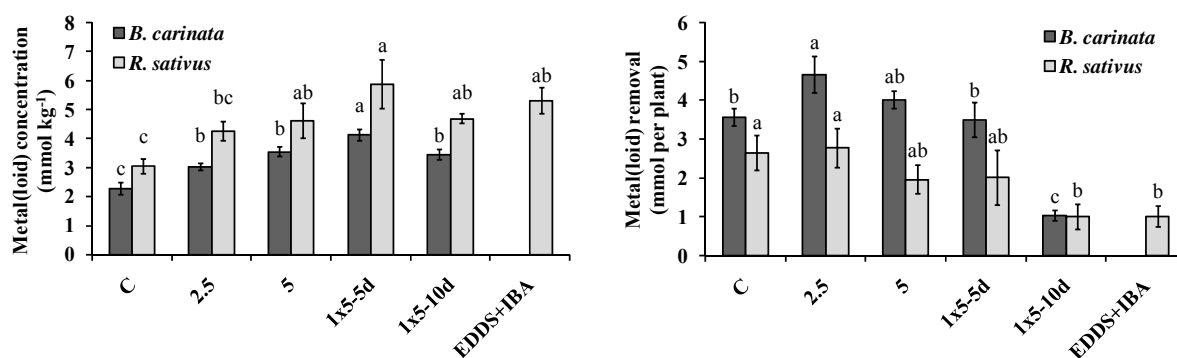 Metal(loid) concentration
(mmol kg⁻¹)
8
7
6
5
4
3
2
1
0
B. carinata
R. sativus
c
c
b
bc
b
ab
a
a
b
ab
ab
C
2.5
5
1x5-5d
1x5-10d
EDDS+IBA
Metal(loid) removal
(mmol per plant)
6
5
4
3
2
1
0
B. carinata
R. sativus
b
a
a
a
ab
ab
b
ab
c
b
b
C
2.5
5
1x5-5d
1x5-10d
EDDS+IBA